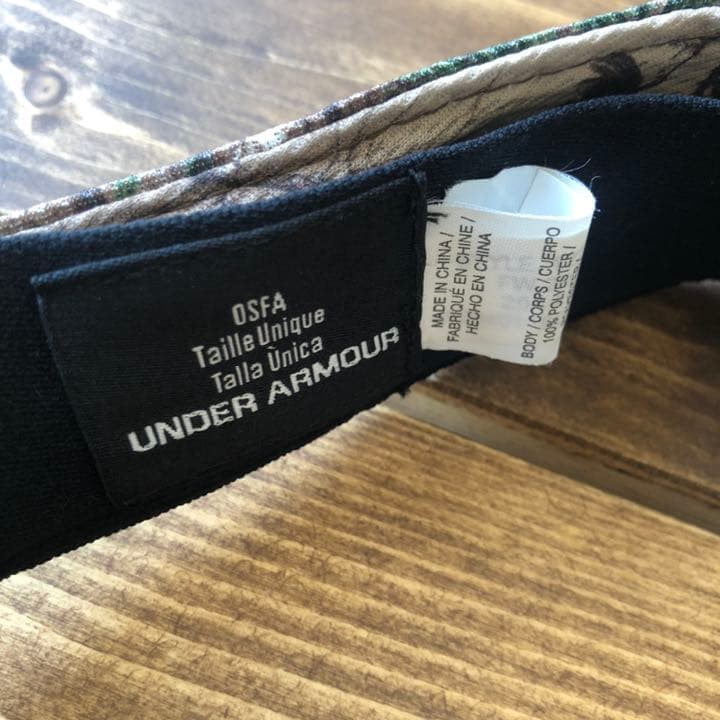 OSFA
Taille Unique
Talla Ùnica
UNDER ARMOUR
MADE IN CHINA /
FABRIQUÉ EN CHINE /
HECHO EN CHINA
BODY / CORPS / CUERPO
100% POLYESTER /